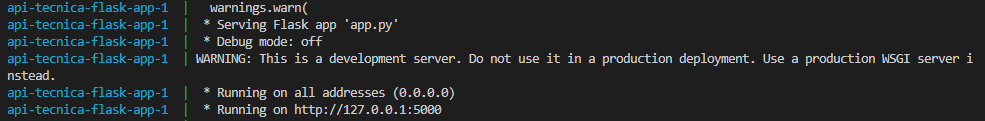 api-tecnica-flask-app-1  |   warnings.warn(
api-tecnica-flask-app-1  |  * Serving Flask app 'app.py'
api-tecnica-flask-app-1  |  * Debug mode: off
api-tecnica-flask-app-1  | WARNING: This is a development server. Do not use it in a production deployment. Use a production WSGI server i
nstead.
api-tecnica-flask-app-1  |  * Running on all addresses (0.0.0.0)
api-tecnica-flask-app-1  |  * Running on http://127.0.0.1:5000